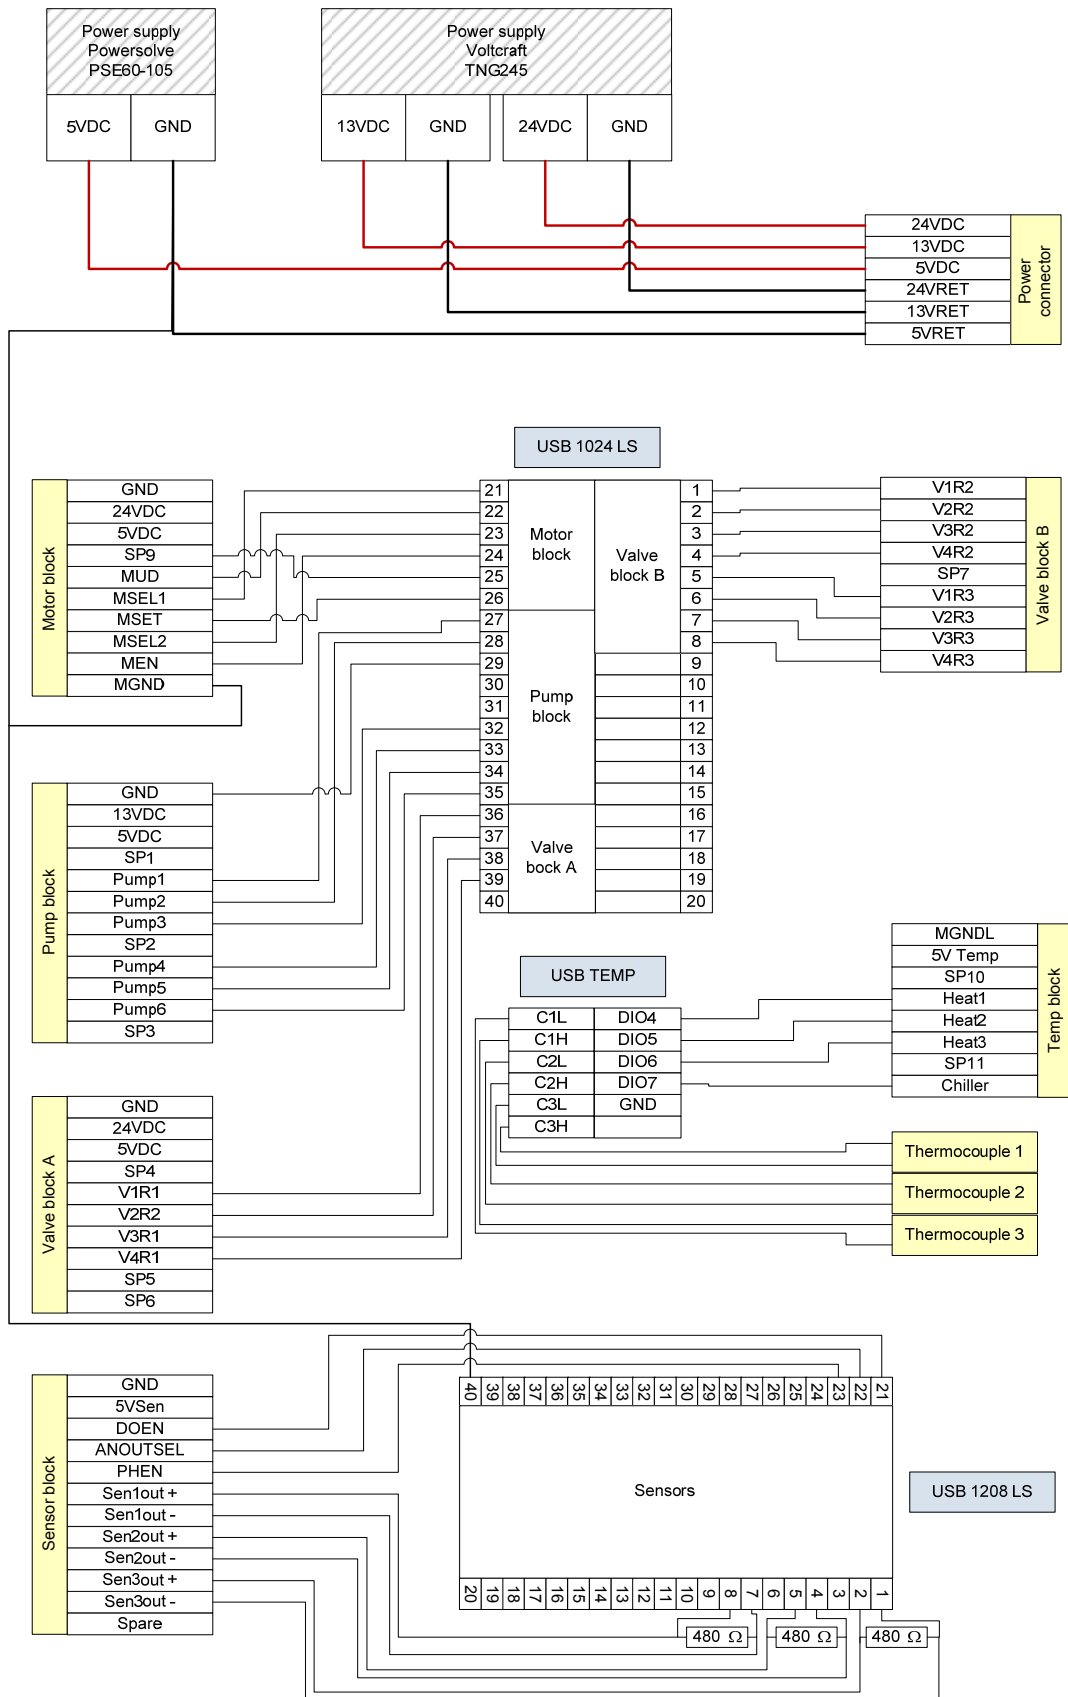 Power supply
Powersolve
PSE60-105
5VDC
GND
Power supply
Voltcraft
TNG245
13VDC
GND
24VDC
GND
24VDC
13VDC
5VDC
24VRET
13VRET
5VRET
Power
connector
USB 1024 LS
Motor block
GND
24VDC
5VDC
SP9
MUD
MSEL1
MSET
MSEL2
MEN
MGND
21
22
23
24
25
26
27
28
29
30
31
32
33
34
35
36
37
38
39
40
Motor
block
Pump
block
Valve
bock A
Valve
block B
1
2
3
4
5
6
7
8
9
10
11
12
13
14
15
16
17
18
19
20
V1R2
V2R2
V3R2
V4R2
SP7
V1R3
V2R3
V3R3
V4R3
Valve block B
Pump block
GND
13VDC
5VDC
SP1
Pump1
Pump2
Pump3
SP2
Pump4
Pump5
Pump6
SP3
USB TEMP
C1L
C1H
C2L
C2H
C3L
C3H
DIO4
DIO5
DIO6
DIO7
GND
MGNDL
5V Temp
SP10
Heat1
Heat2
Heat3
SP11
Chiller
Temp block
Thermocouple 1
Thermocouple 2
Thermocouple 3
Valve block A
GND
24VDC
5VDC
SP4
V1R1
V2R2
V3R1
V4R1
SP5
SP6
Sensor block
GND
5VSen
DOEN
ANOUTSEL
PHEN
Sen1out +
Sen1out -
Sen2out +
Sen2out -
Sen3out +
Sen3out -
Spare
40 39 38 37 36 35 34 33 32 31 30 29 28 27 26 25 24 23 22 21
Sensors
USB 1208 LS
20 19 18 17 16 15 14 13 12 11 10 9 8 7 6 5 4 3 2 1
480 Ω
480 Ω
480 Ω